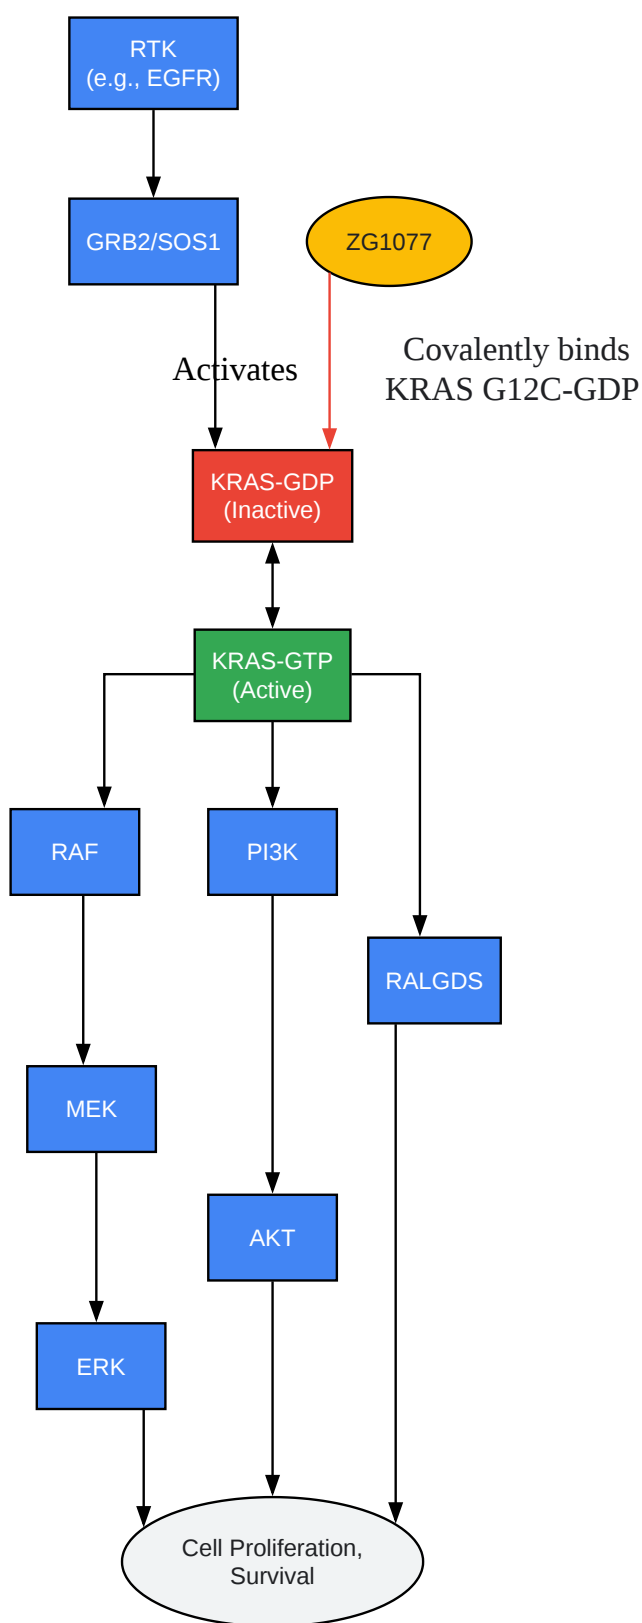 RTK
(e.g., EGFR)
GRB2/SOS1
ZG1077
Activates
Covalently binds
KRAS G12C-GDP
KRAS-GDP
(Inactive)
KRAS-GTP
(Active)
RAF
PI3K
RALGDS
MEK
AKT
ERK
Cell Proliferation,
Survival